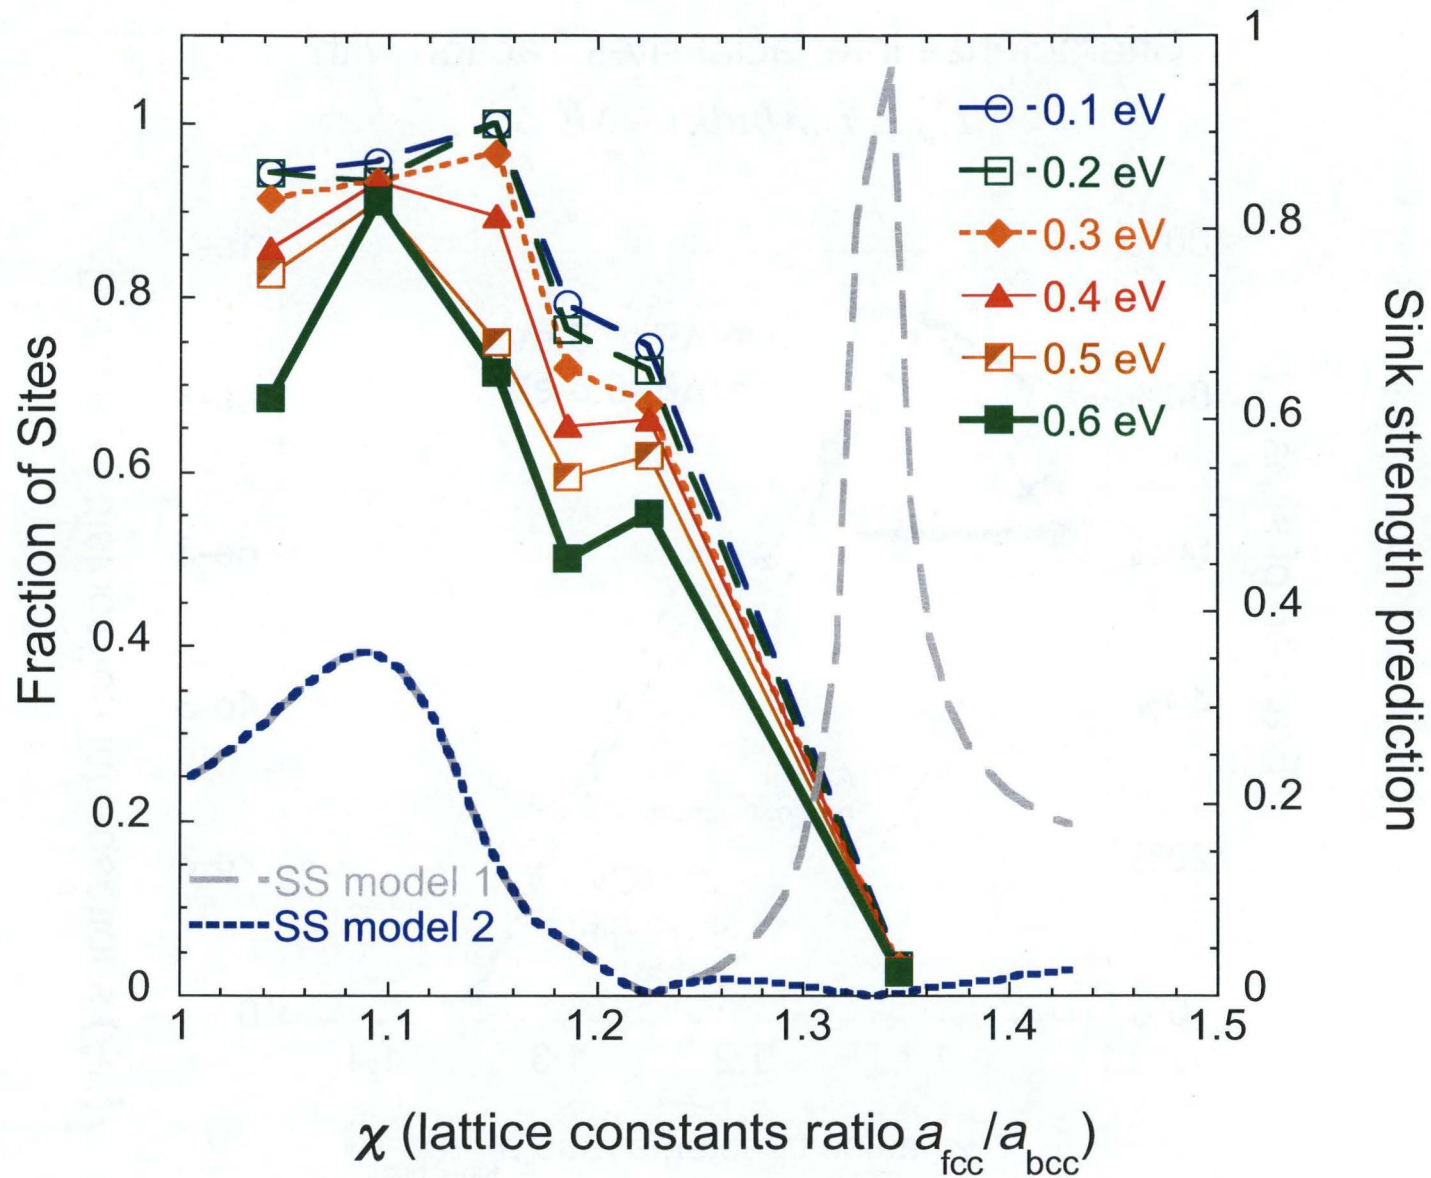 Fraction of Sites
1
0.8
0.6
0.4
0.2
0
1
0.8
0.6
0.4
0.2
0
Sink strength prediction
0.1 eV
0.2 eV
0.3 eV
0.4 eV
0.5 eV
0.6 eV
SS model 1
SS model 2
1 1.1 1.2 1.3 1.4 1.5
χ (lattice constants ratio a fcc / a bcc)